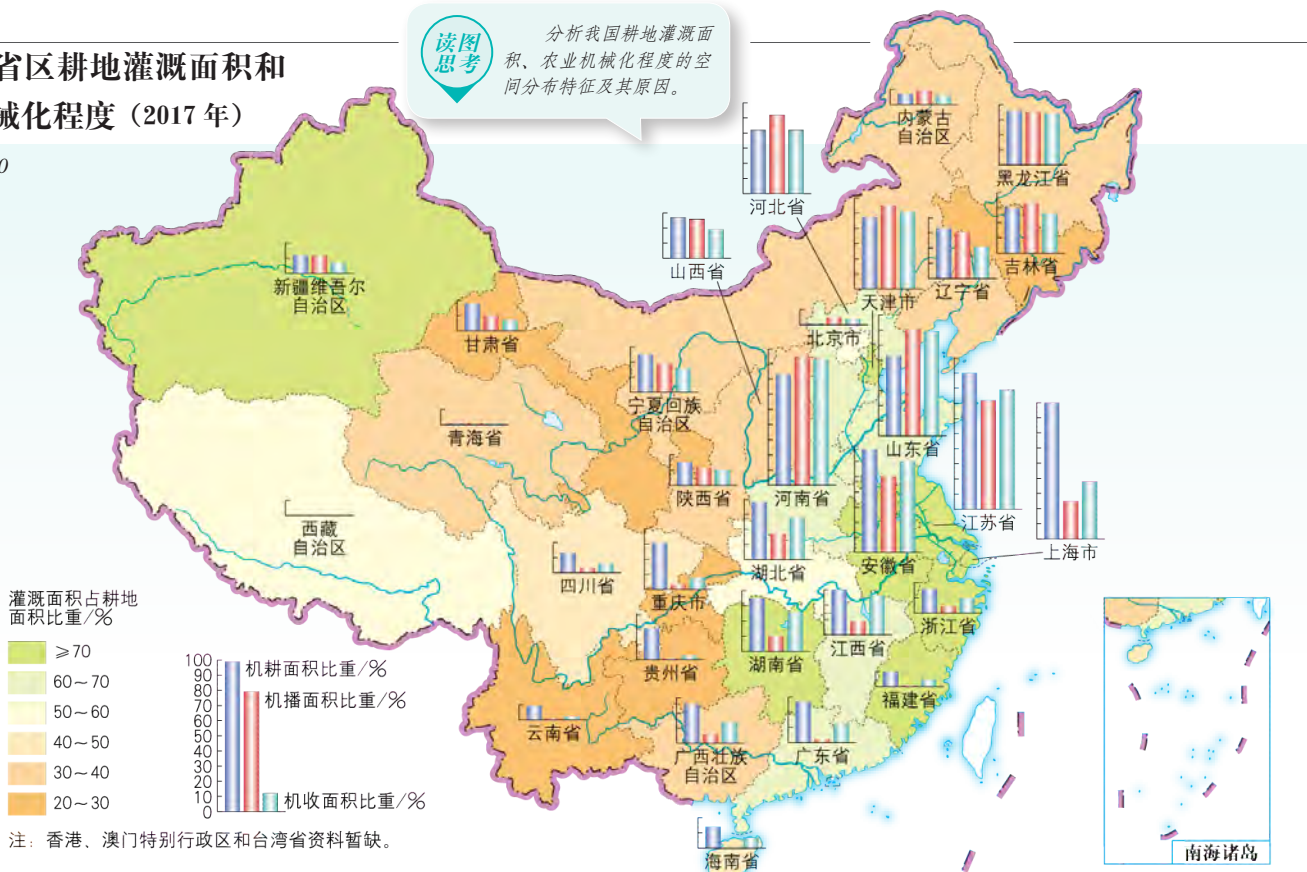 省区耕地灌溉面积和
械化程度（2017 年）
0
读图
思考
分析我国耕地灌溉面
积、农业机械化程度的空
间分布特征及其原因。
内蒙古
自治区
黑龙江省
河北省
山西省
吉林省
辽宁省
天津市
新疆维吾尔
自治区
甘肃省
北京市
宁夏回族
自治区
青海省
山东省
陕西省
河南省
江苏省
西藏
自治区
上海市
四川省
湖北省
安徽省
重庆市
浙江省
江西省
湖南省
贵州省
福建省
云南省
广西壮族
自治区
广东省
海南省
灌溉面积占耕地
面积比重/%
≥70
60～70
50～60
40～50
30～40
20～30
100
90
80
70
60
50
40
30
20
10
0
机耕面积比重/%
机播面积比重/%
机收面积比重/%
注：香港、澳门特别行政区和台湾省资料暂缺。
南海诸岛